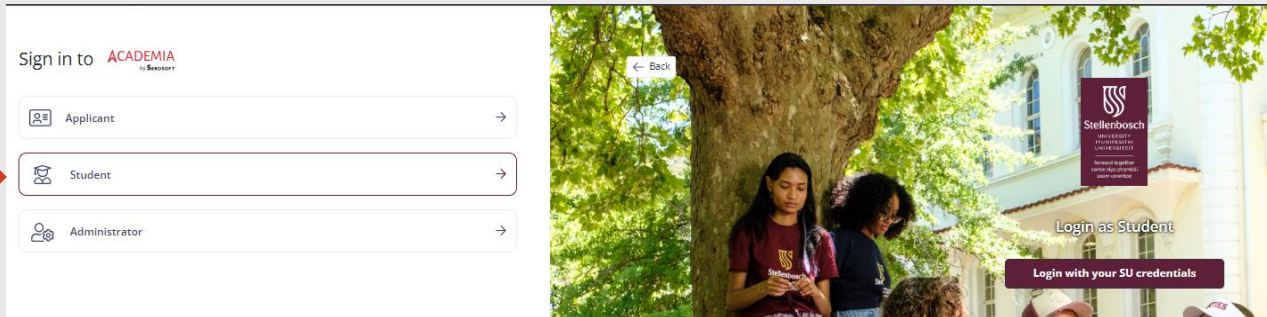 Sign in to ACADEMIA
by SEROSOFT
Applicant
Student
Administrator
← Back
Stellenbosch
UNIVERSITY
IYUNIVESITHI
UNIVERSITEIT
forward together
sonke siya phambili
saam vorentoe
Login as Student
Login with your SU credentials
Stellenbosch